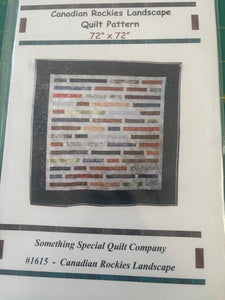 Canadian Rockies Landscape
Quilt Pattern
72" x 72"
Something Special Quilt Company
#1615 - Canadian Rockies Landscape